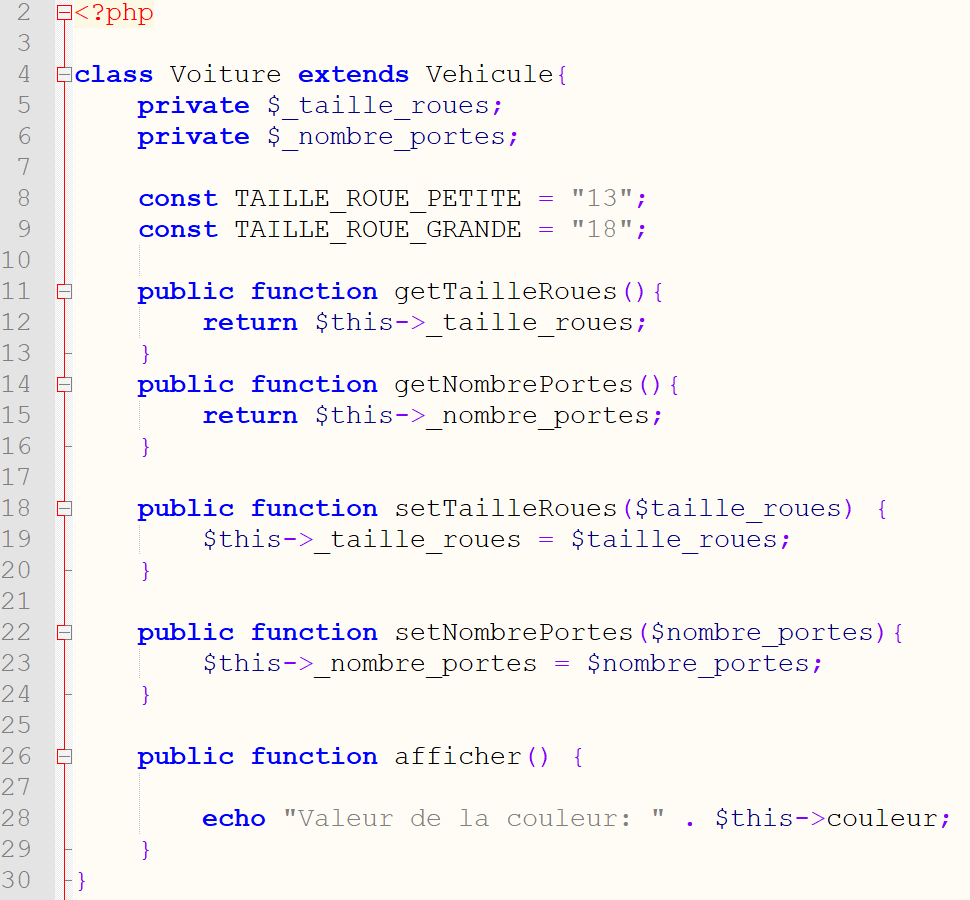 2 <?php
3
4 class Voiture extends Vehicule{
5     private $_taille_roues;
6     private $_nombre_portes;
7
8     const TAILLE_ROUE_PETITE = "13";
9     const TAILLE_ROUE_GRANDE = "18";
10
11     public function getTailleRoues(){
12         return $this->_taille_roues;
13     }
14     public function getNombrePortes(){
15         return $this->_nombre_portes;
16     }
17
18     public function setTailleRoues($taille_roues) {
19         $this->_taille_roues = $taille_roues;
20     }
21
22     public function setNombrePortes($nombre_portes){
23         $this->_nombre_portes = $nombre_portes;
24     }
25
26     public function afficher() {
27
28         echo "Valeur de la couleur: " . $this->couleur;
29     }
30 }